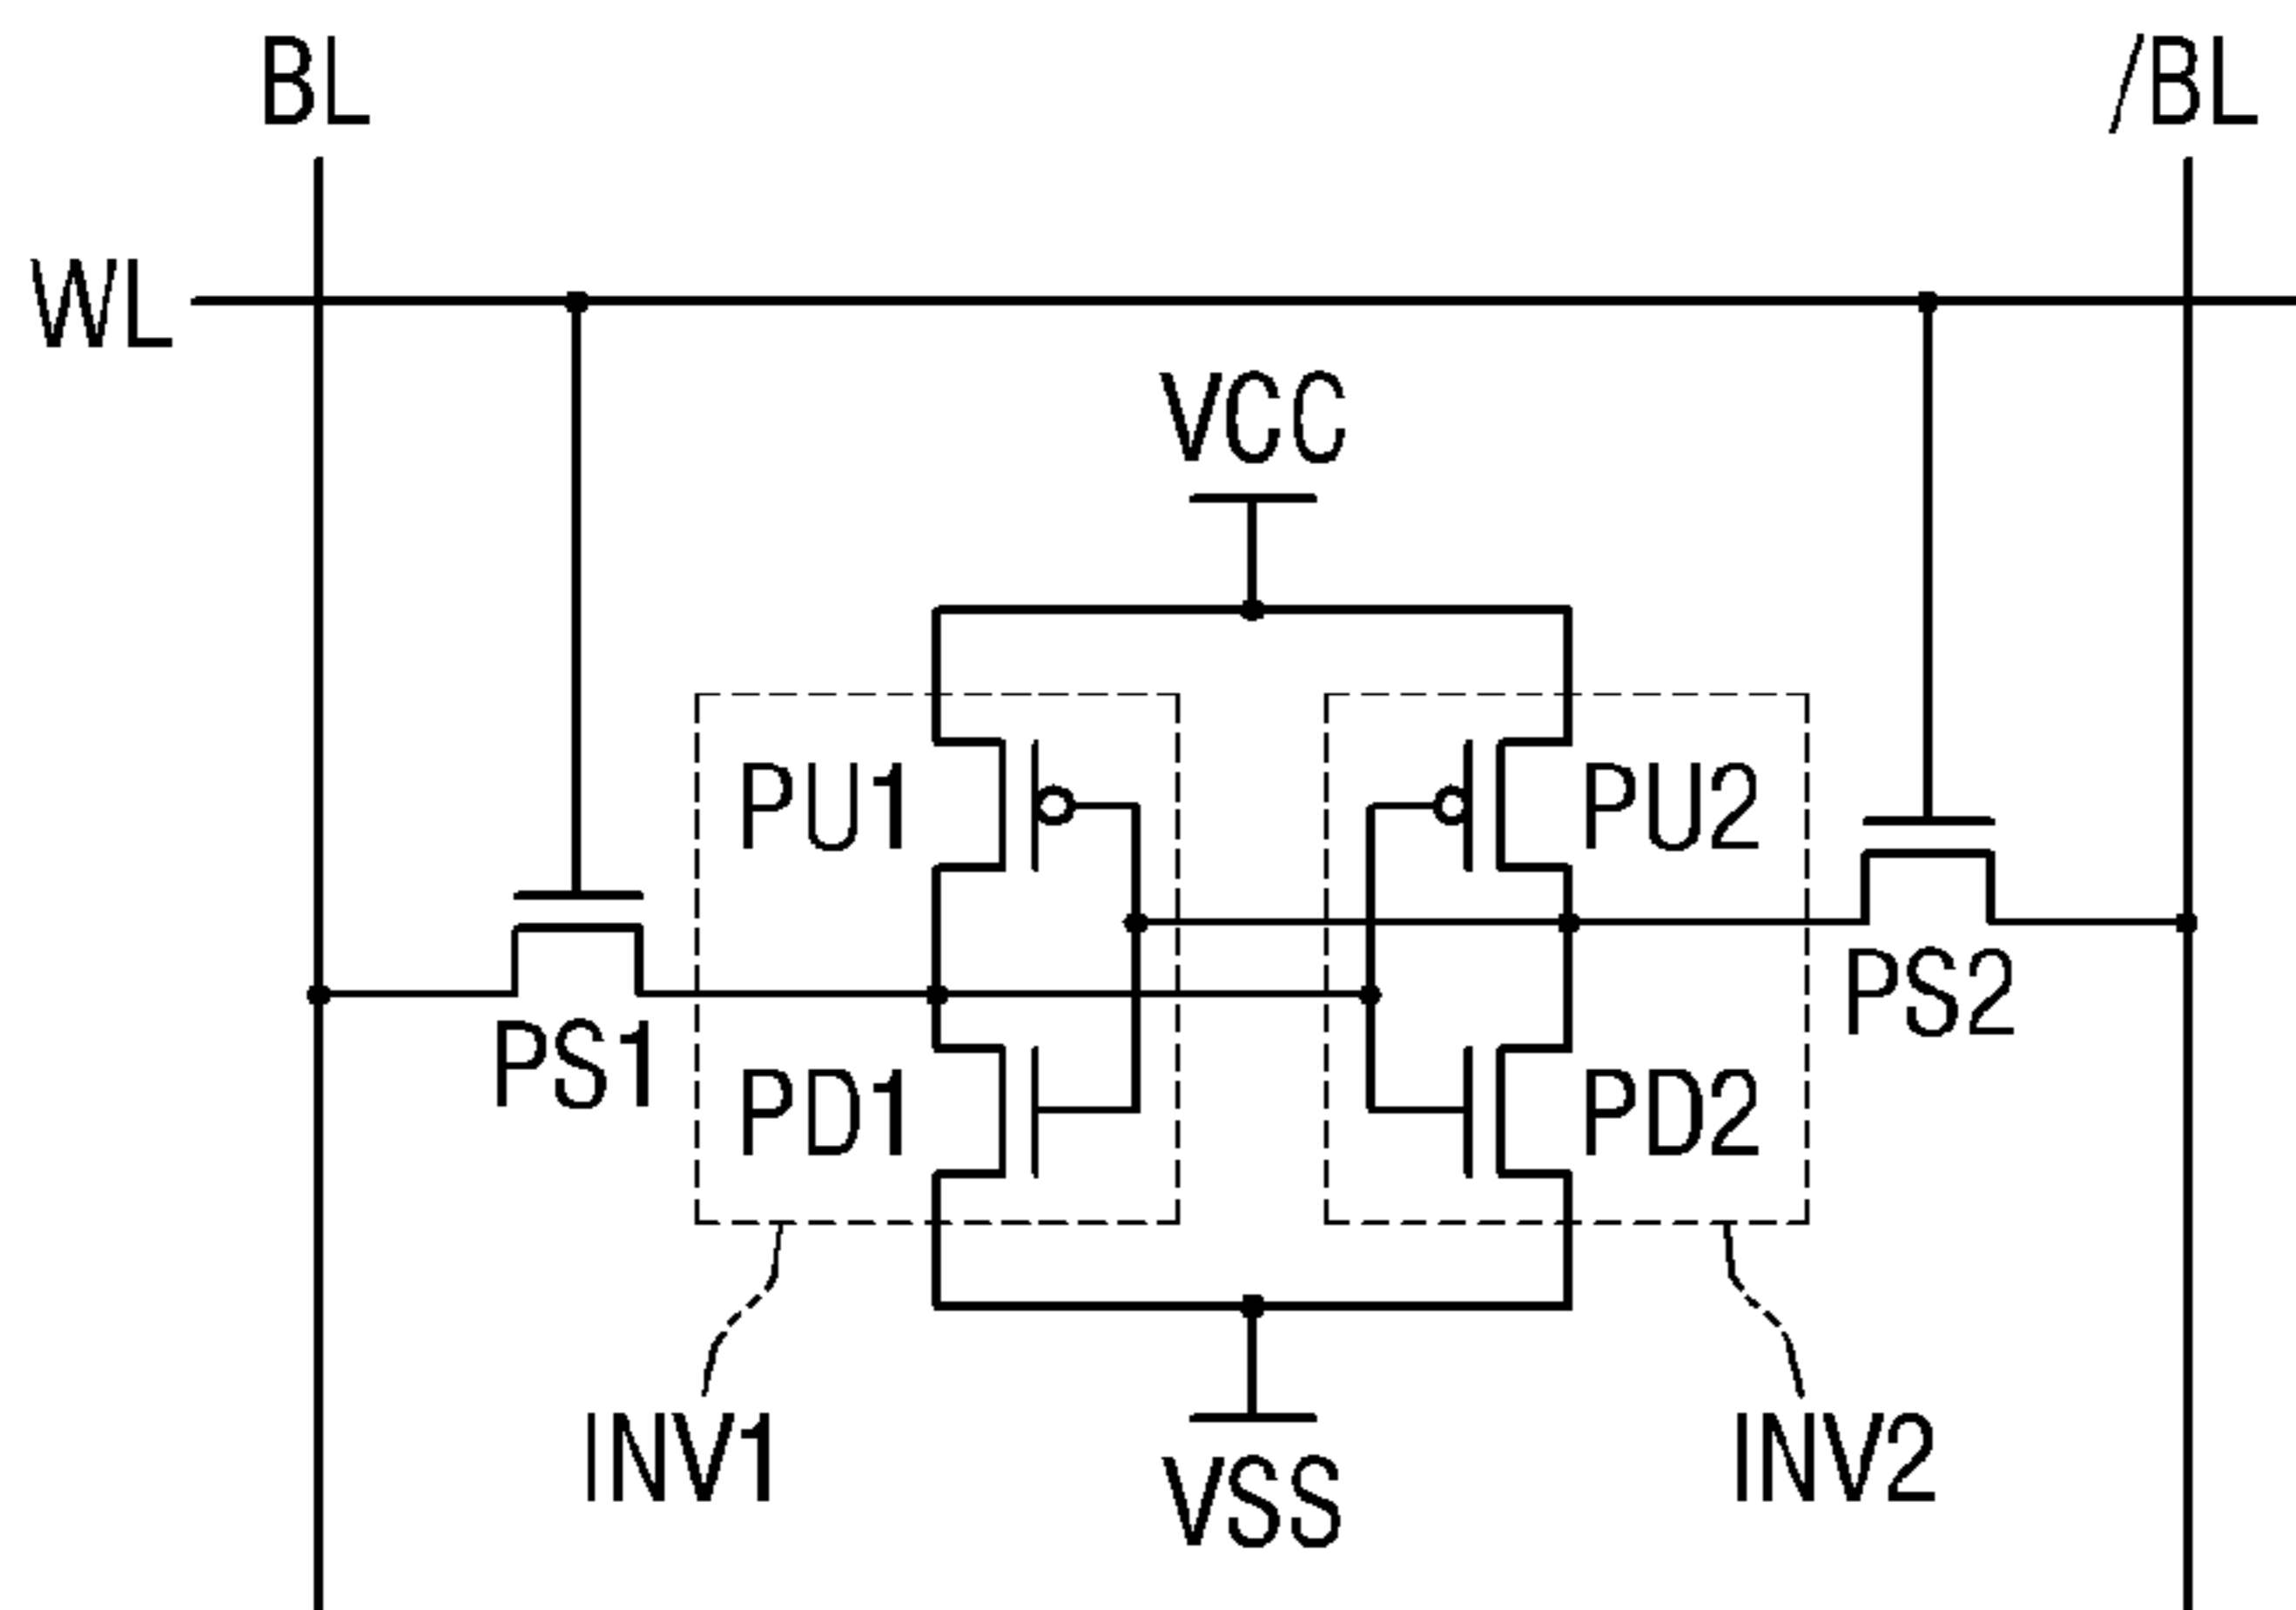 BL
/BL
WL
VCC
PU1
PU2
PS2
PS1
PD1
PD2
INV1
INV2
VSS